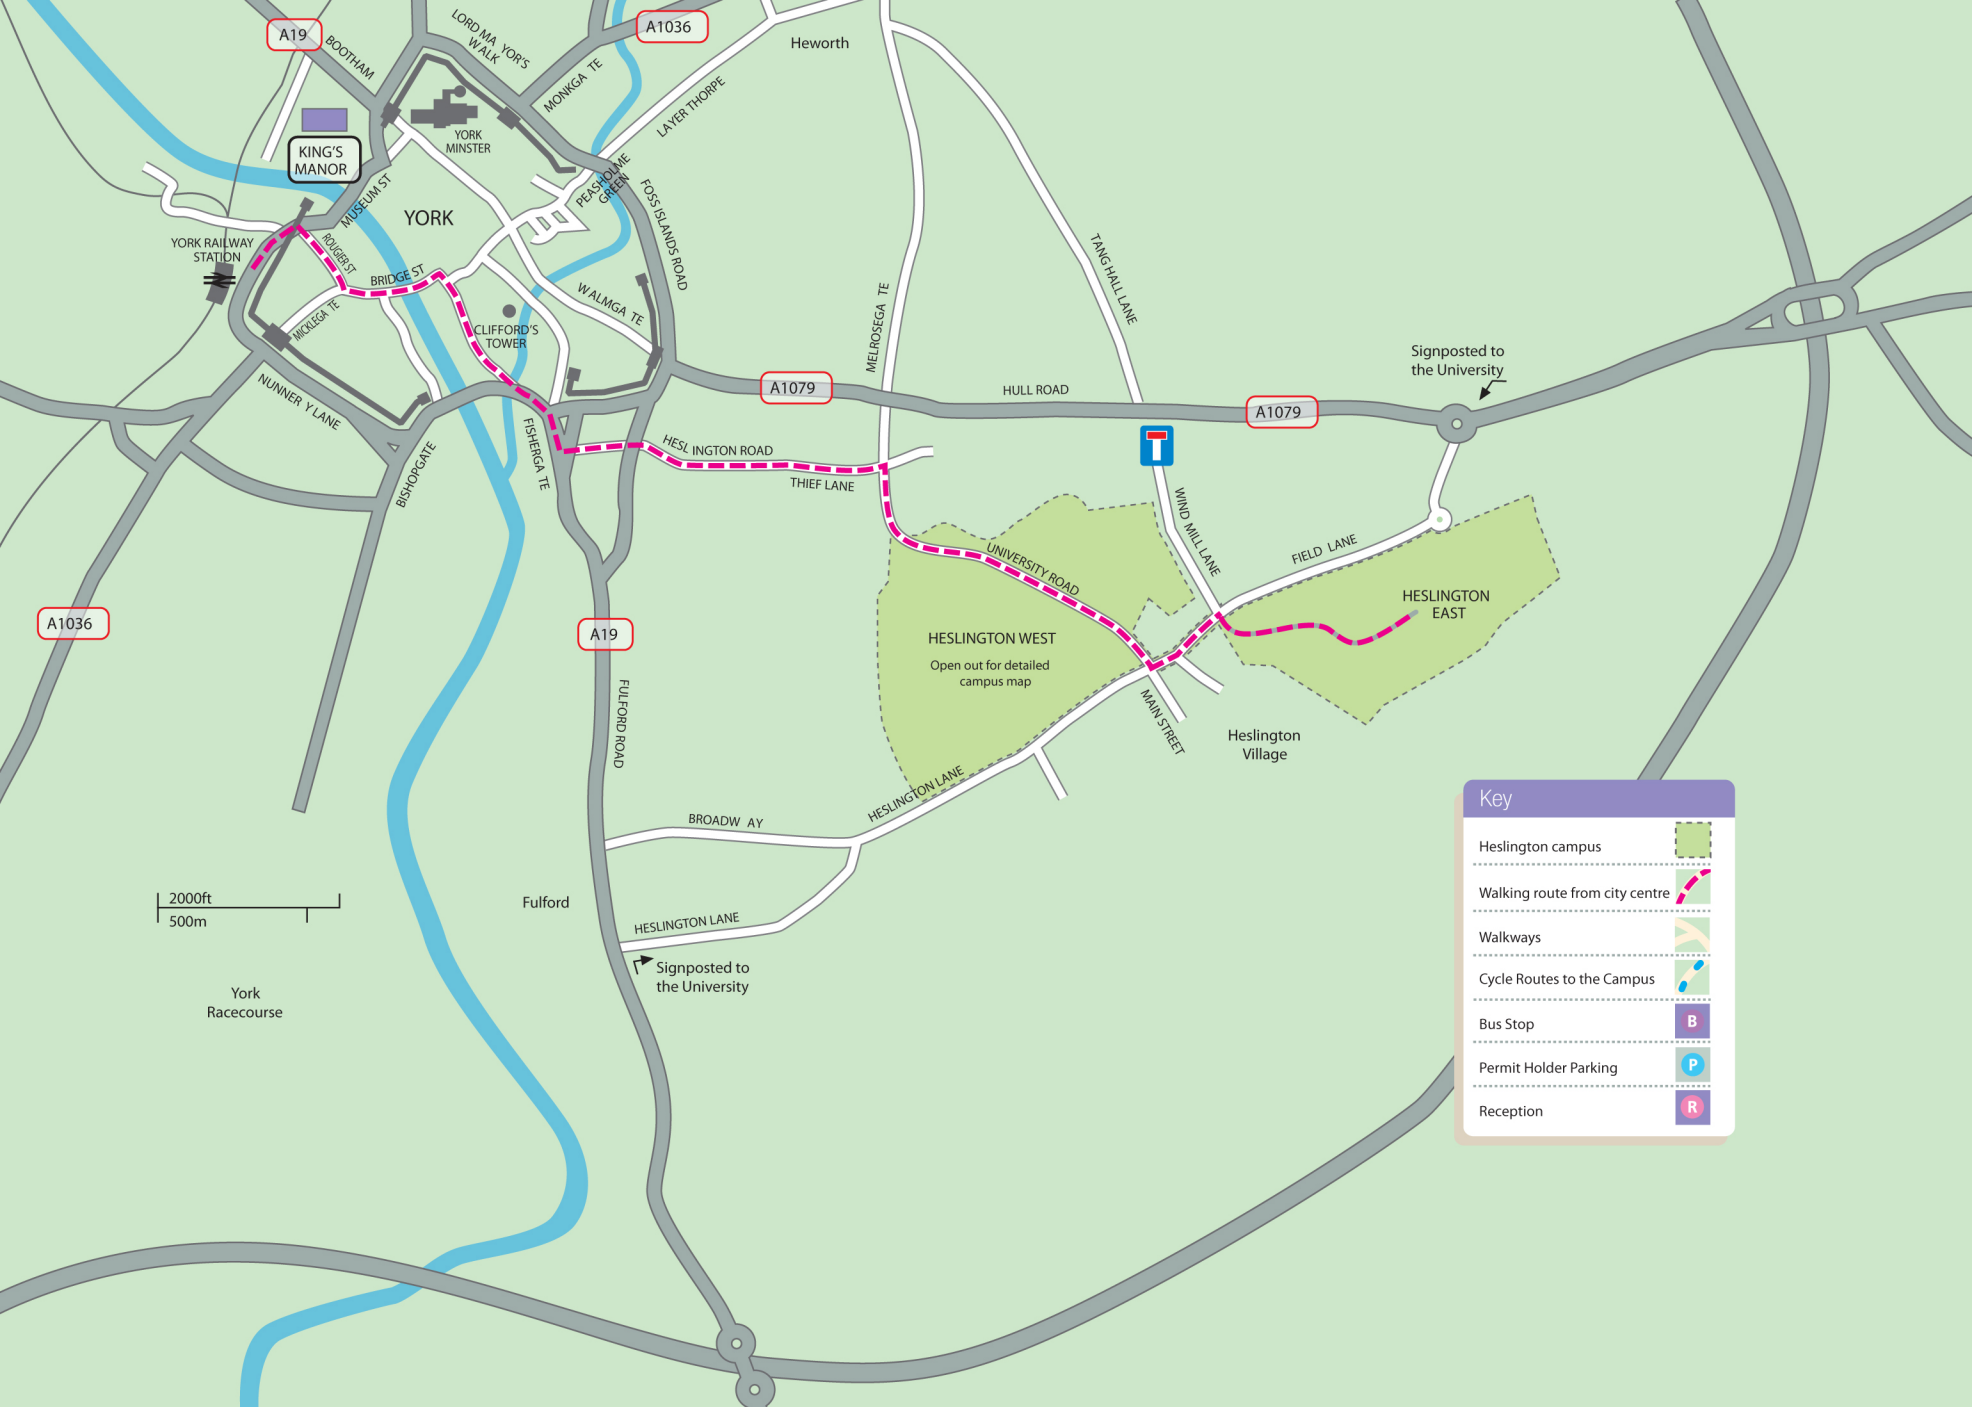 A19
BOOTHAM
LORD MA YOR'S
WALK
A1036
Heworth
MONKGA TE
LAYER THORPE
YORK
MINSTER
KING'S
MANOR
PEASHOLME
GREEN
MUSEUM ST
YORK
FOSS ISLANDS ROAD
YORK RAILWAY
STATION
ROUGIER ST
BRIDGE ST
WALMGA TE
TANG HALL LANE
MICKLEGA TE
CLIFFORD'S
TOWER
MELROSEGA TE
Signposted to
the University
NUNNER Y LANE
A1079
HULL ROAD
A1079
BISHOPGATE
FISHERGA TE
HESL INGTON ROAD
THIEF LANE
WIND MILL LANE
UNIVERSITY ROAD
FIELD LANE
HESLINGTON
EAST
A1036
A19
HESLINGTON WEST
Open out for detailed
campus map
FULFORD ROAD
MAIN STREET
Heslington
Village
HESLINGTON LANE
BROADW AY
2000ft
500m
Fulford
HESLINGTON LANE
Signposted to
the University
York
Racecourse
Key
Heslington campus
Walking route from city centre
Walkways
Cycle Routes to the Campus
Bus Stop B
Permit Holder Parking P
Reception R